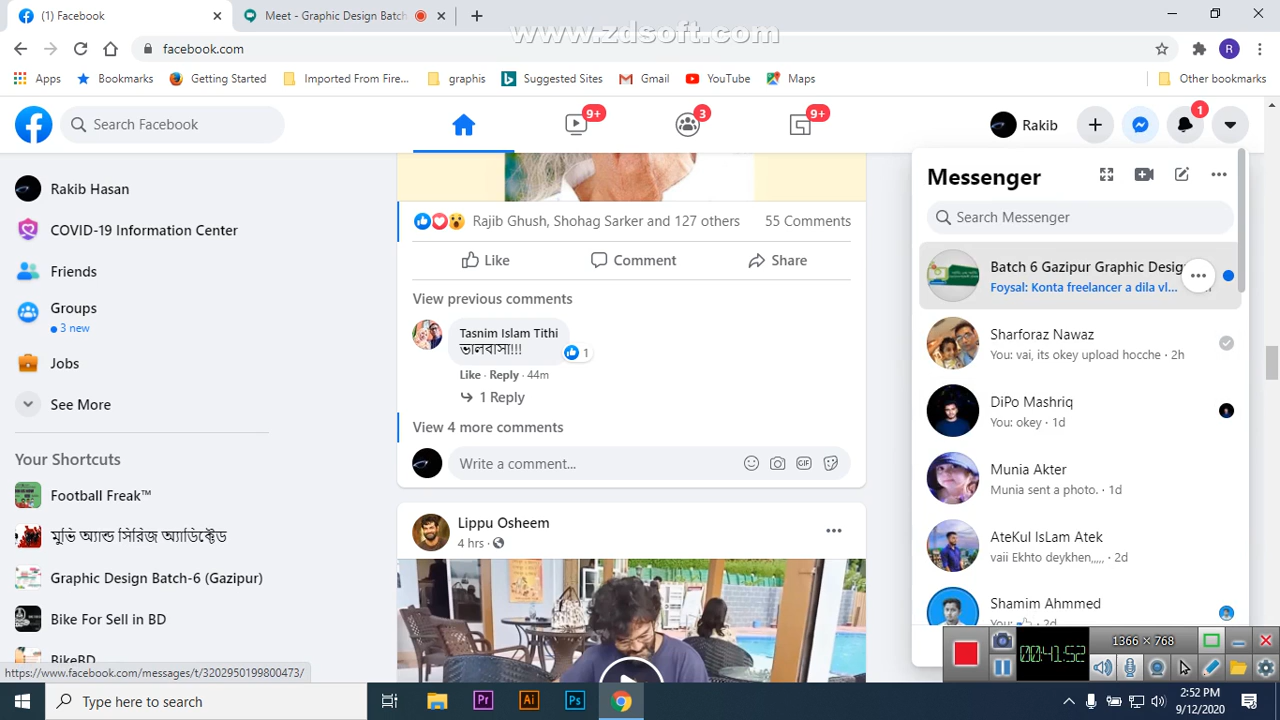 (1) Facebook
Meet - Graphic Design Batch
www.zdsoft.com
facebook.com
R
Apps
Bookmarks
Getting Started
Imported From Fire...
graphis
Suggested Sites
Gmail
YouTube
Maps
Other bookmarks
Search Facebook
9+
3
9+
Rakib
1
Rakib Hasan
COVID-19 Information Center
Friends
Groups
3 new
Jobs
See More
Your Shortcuts
Football Freak™
মুভি অ্যান্ড সিরিজ অ্যাডিক্টেড
Graphic Design Batch-6 (Gazipur)
Bike For Sell in BD
BikeBD
https://www.facebook.com/messages/t/3202950199800473/
Rajib Ghush, Shohag Sarker and 127 others
55 Comments
Like
Comment
Share
View previous comments
Tasnim Islam Tithi
ভালবাসা!!!
1
Like · Reply · 44m
1 Reply
View 4 more comments
Write a comment...
GIF
Lippu Osheem
4 hrs ·
Messenger
Search Messenger
Batch 6 Gazipur Graphic Desig
Foysal: Konta freelancer a dila vl...
Sharforaz Nawaz
You: vai, its okey upload hocche · 2h
DiPo Mashriq
You: okey · 1d
Munia Akter
Munia sent a photo. · 1d
AteKul IsLam Atek
vaii Ekhto deykhen,,,,, · 2d
Shamim Ahmmed
You: · 2d
00:41:52
1366 × 768
Type here to search
Pr
Ai
Ps
2:52 PM
9/12/2020